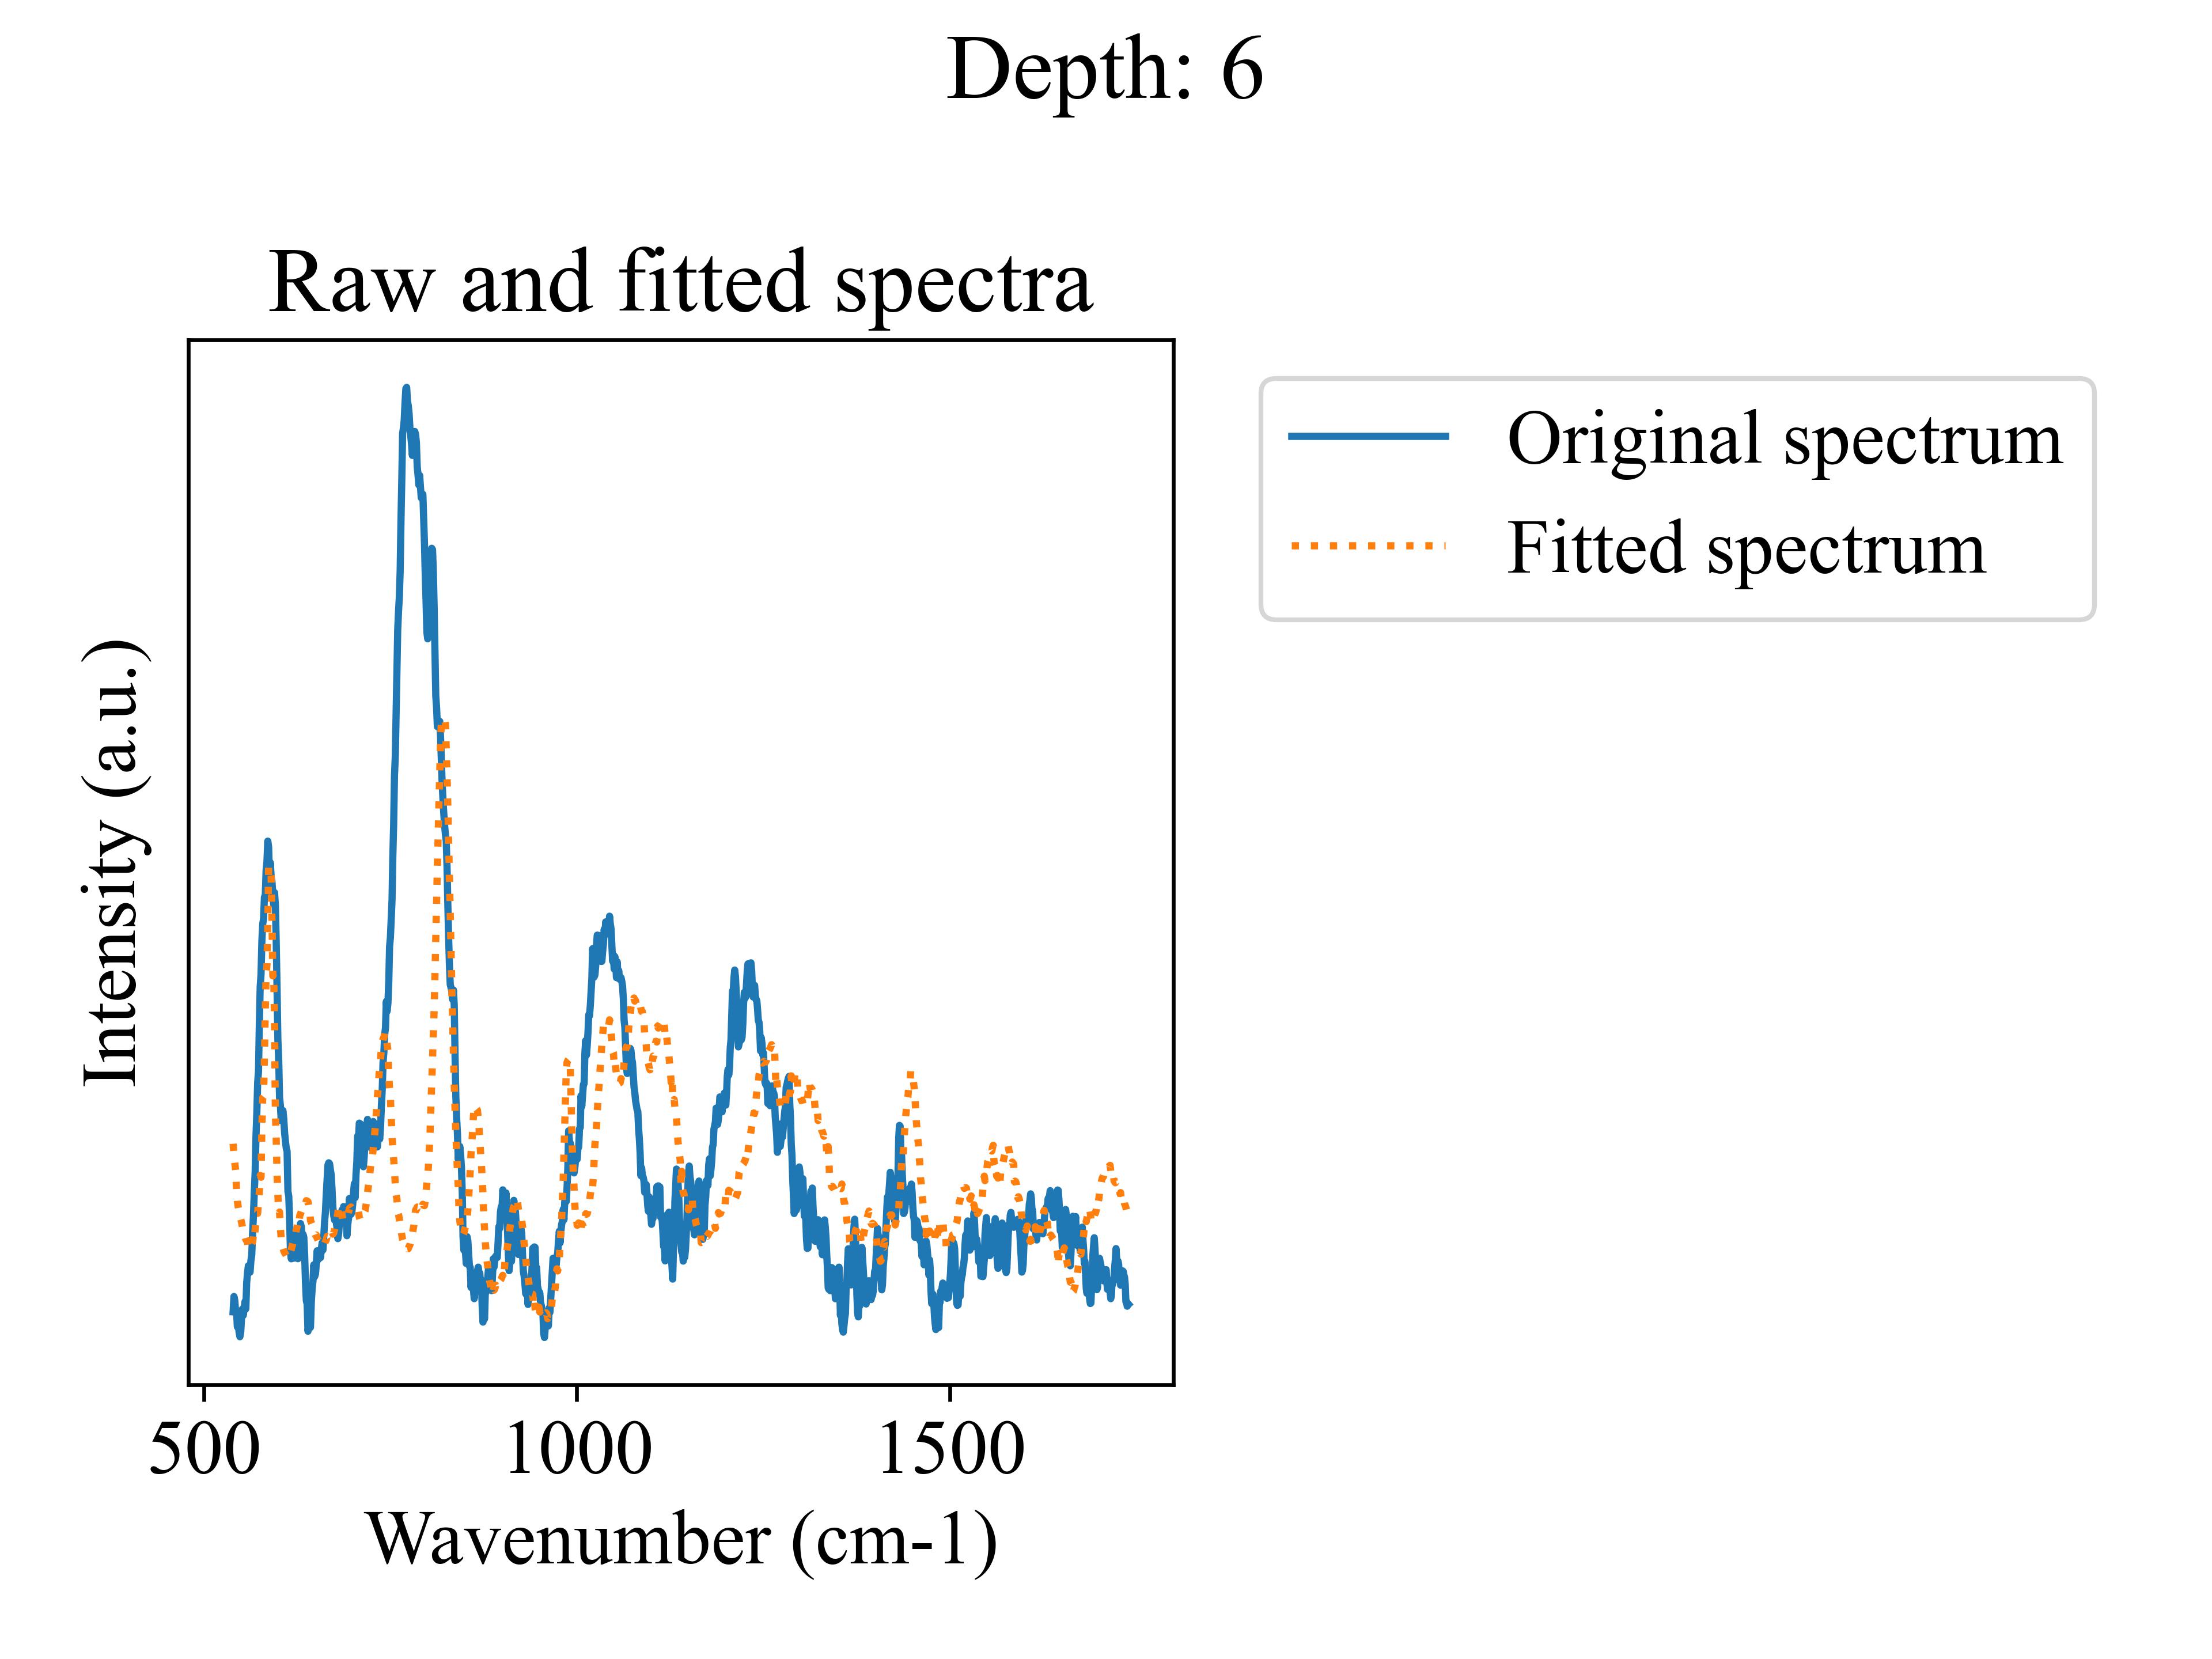 Depth: 6
Raw and fitted spectra
Original spectrum
Fitted spectrum
Intensity (a.u.)
500 1000 1500
Wavenumber (cm-1)